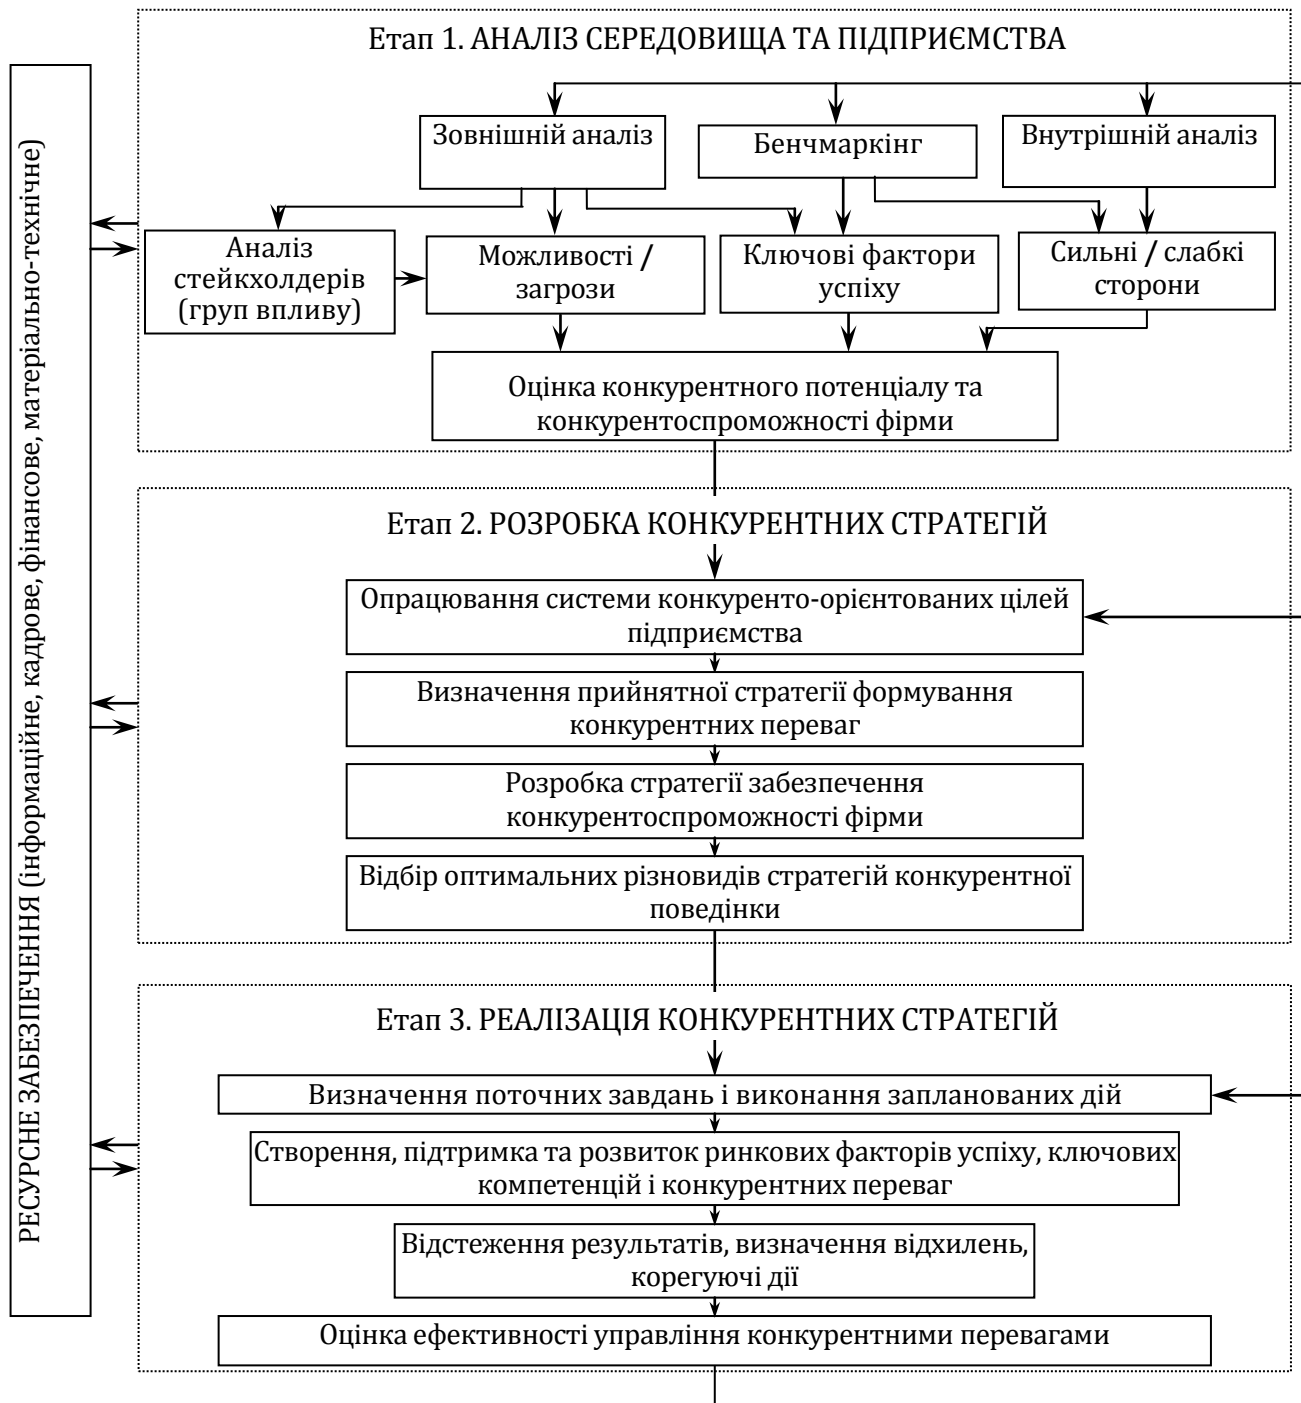 Етап 1. АНАЛІЗ СЕРЕДОВИЩА ТА ПІДПРИЄМСТВА
РЕСУРСНЕ ЗАБЕЗПЕЧЕННЯ (інформаційне, кадрове, фінансове, матеріально-технічне)
Зовнішній аналіз
Бенчмаркінг
Внутрішній аналіз
Аналіз
стейкхолдерів
(груп впливу)
Можливості /
загрози
Ключові фактори
успіху
Сильні / слабкі
сторони
Оцінка конкурентного потенціалу та
конкурентоспроможності фірми
Етап 2. РОЗРОБКА КОНКУРЕНТНИХ СТРАТЕГІЙ
Опрацювання системи конкуренто-орієнтованих цілей
підприємства
Визначення прийнятної стратегії формування
конкурентних переваг
Розробка стратегії забезпечення
конкурентоспроможності фірми
Відбір оптимальних різновидів стратегій конкурентної
поведінки
Етап 3. РЕАЛІЗАЦІЯ КОНКУРЕНТНИХ СТРАТЕГІЙ
Визначення поточних завдань і виконання запланованих дій
Створення, підтримка та розвиток ринкових факторів успіху, ключових
компетенцій і конкурентних переваг
Відстеження результатів, визначення відхилень,
корегуючі дії
Оцінка ефективності управління конкурентними перевагами